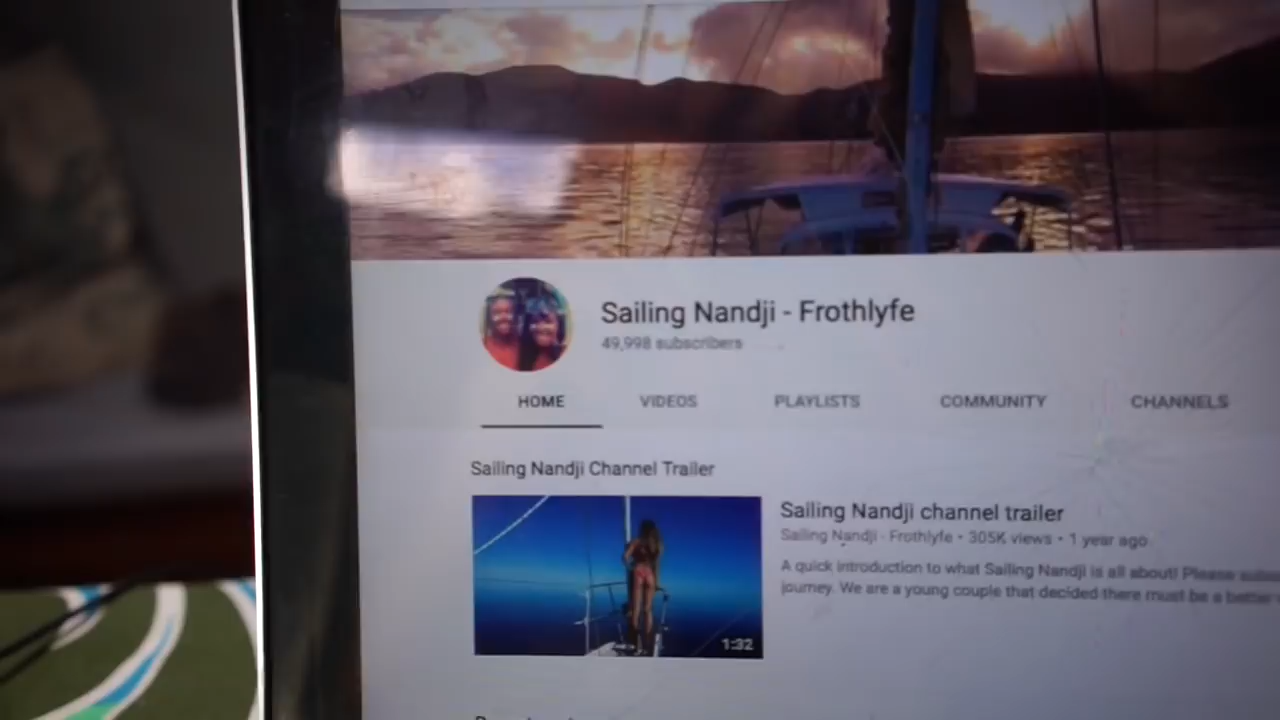 Sailing Nandji - Frothlyfe
49,998 subscribers
HOME VIDEOS PLAYLISTS COMMUNITY CHANNELS
Sailing Nandji Channel Trailer
1:32
Sailing Nandji channel trailer
Sailing Nandji - Frothlyfe • 305K views • 1 year ago
A quick introduction to what Sailing Nandji is all about! Please
journey. We are a young couple that decided there must be a better